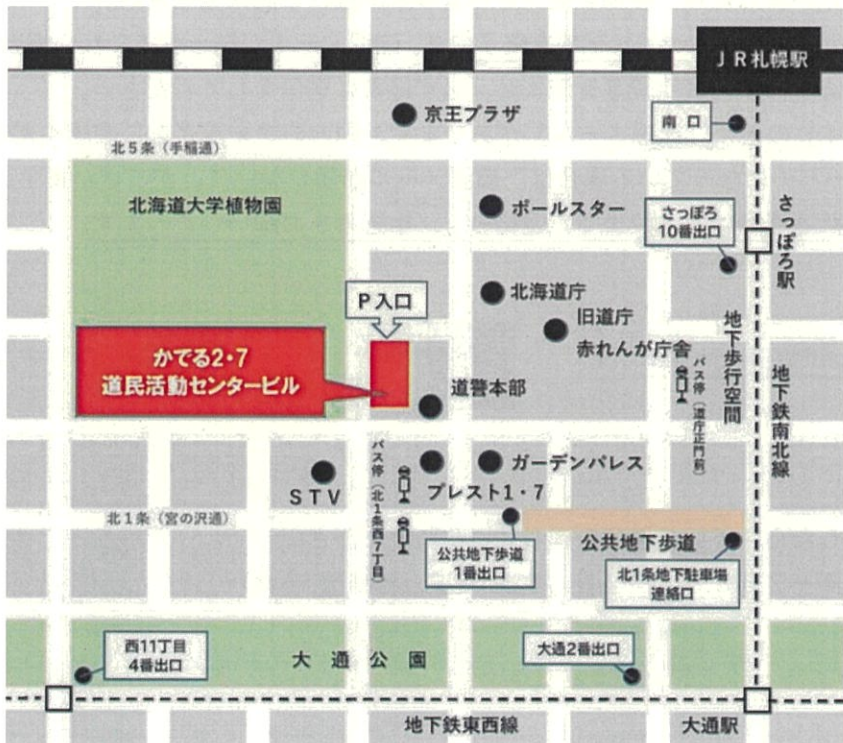 JR札幌駅
京王プラザ
南口
北5条（手稲通）
北海道大学植物園
ポールスター
さっぽろ
10番出口
さっぽろ駅
P入口
北海道庁
旧道庁
赤れんが庁舎
かでる2・7
道民活動センタービル
道警本部
バス停（道庁正門前）
地下歩行空間
地下鉄南北線
STV
バス停（北1条西7丁目）
プレスト1・7
ガーデンパレス
北1条（宮の沢通）
公共地下歩道
1番出口
公共地下歩道
北1条地下駐車場
連絡口
西11丁目
4番出口
大通公園
大通2番出口
地下鉄東西線
大通駅